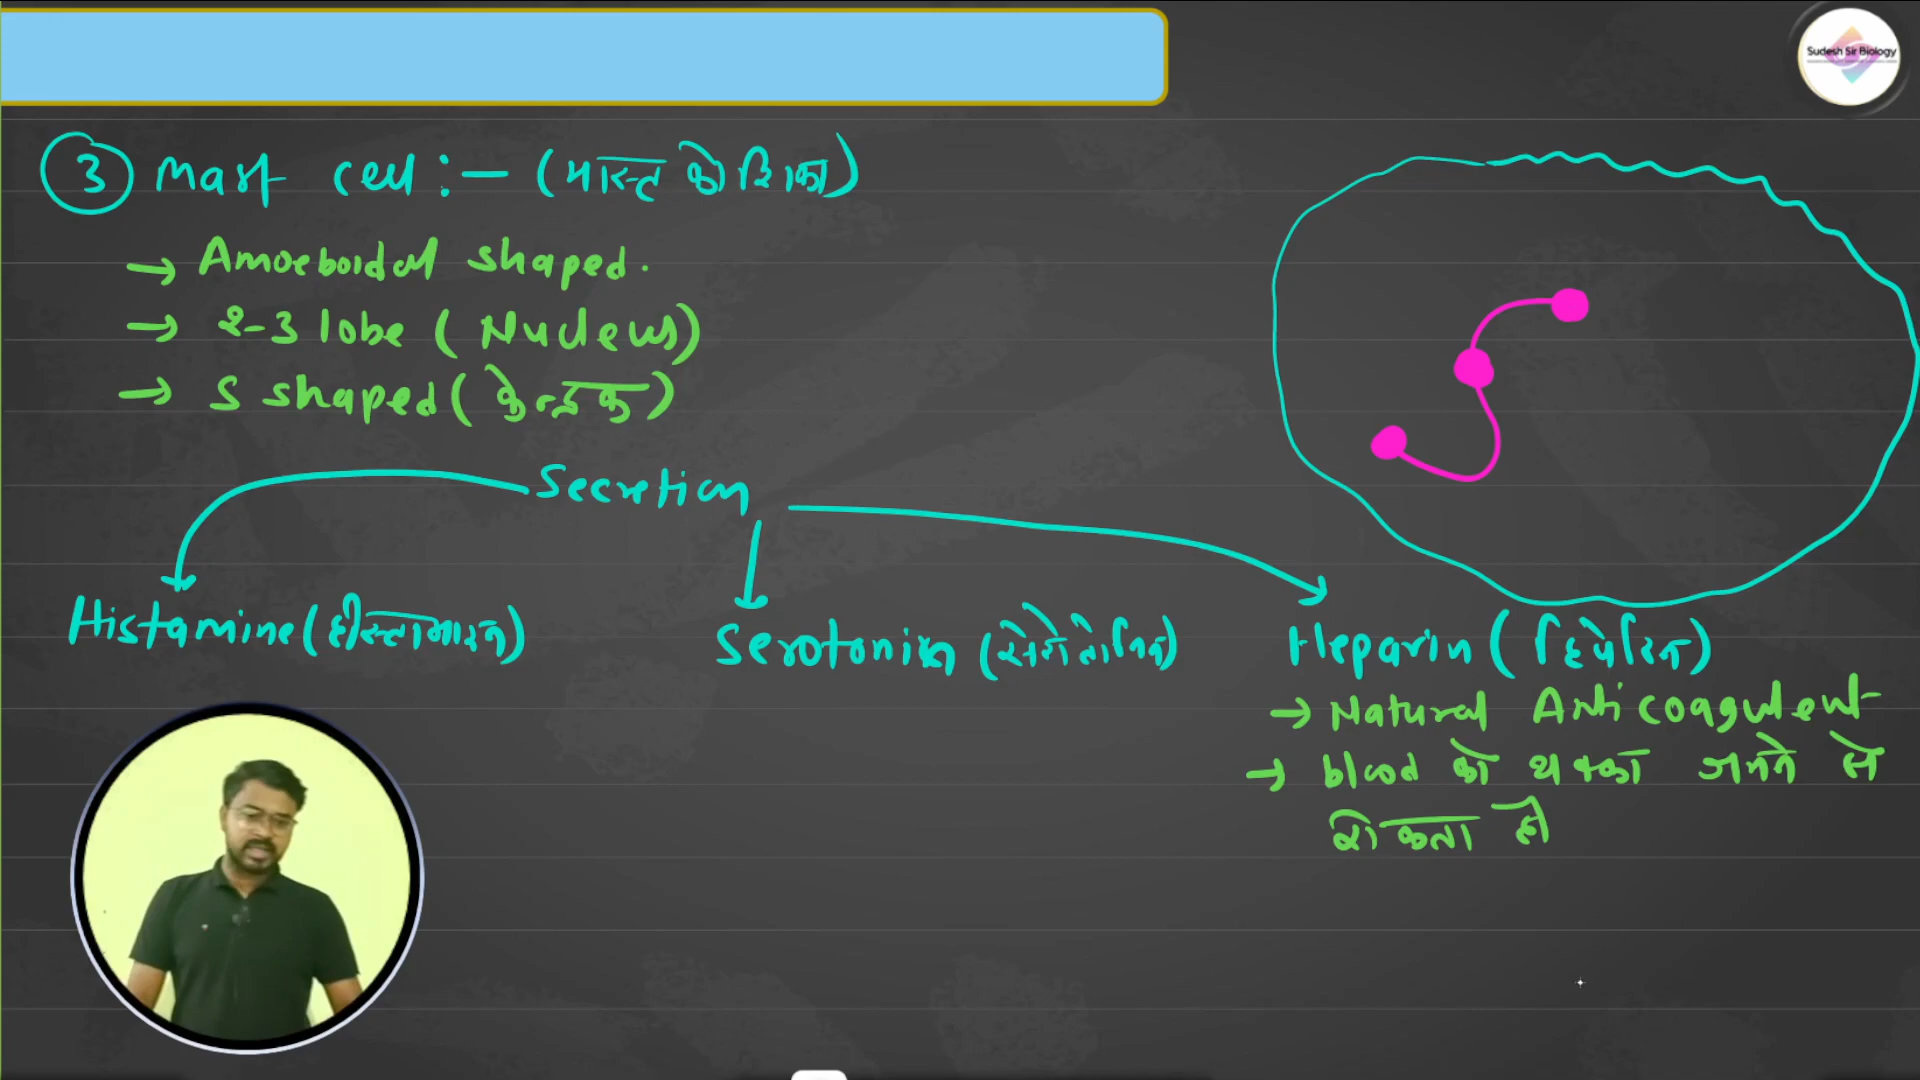 Sudesh Sir Biology
3 Mast cell :- (मास्ट कोशिका)
→ Amoeboidal shaped.
→ 2-3 lobe (Nucleus)
→ S shaped (केन्द्रक)
Secretion
Histamine (हीस्टामाइन)
Serotonin (सेरोटोनिन)
Heparin (हिपेरिन)
→ Natural Anticoagulent
→ blood को थक्का जमने से
रोकता है